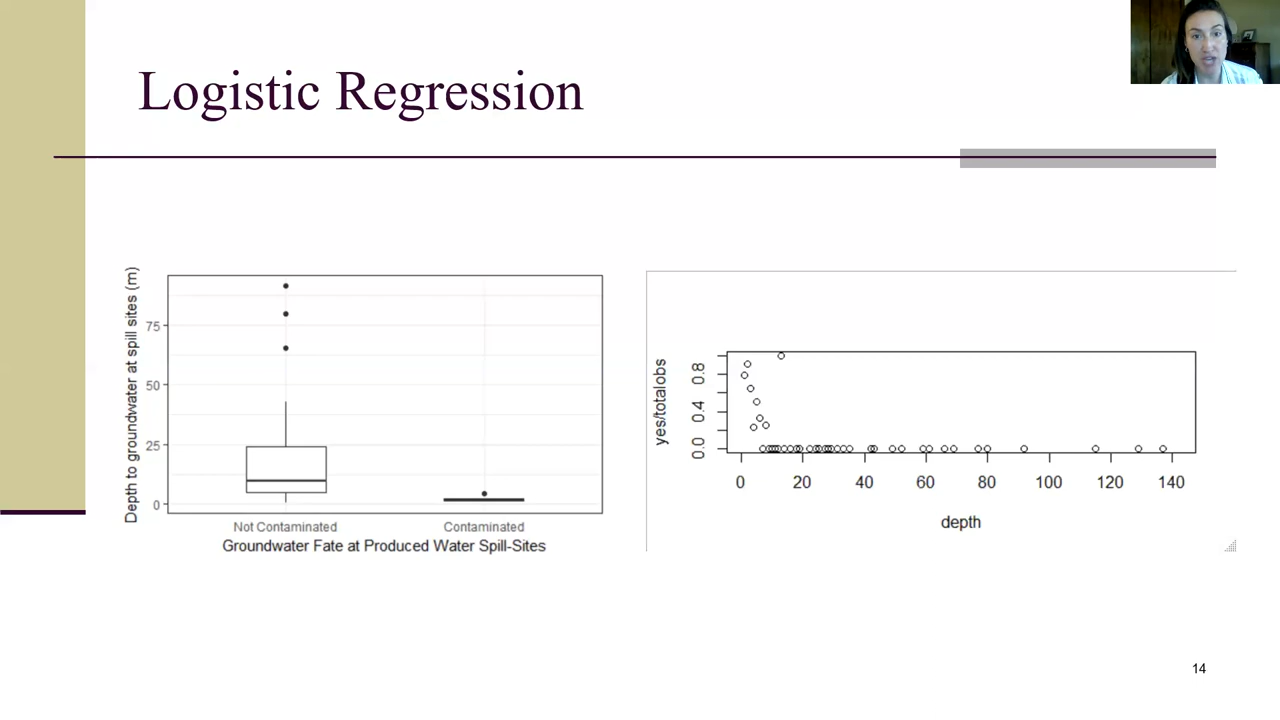 Logistic Regression
Depth to groundwater at spill sites (m)
75
50
25
0
Not Contaminated Contaminated
Groundwater Fate at Produced Water Spill-Sites
yes/totalobs
0.8
0.4
0.0
0 20 40 60 80 100 120 140
depth
14